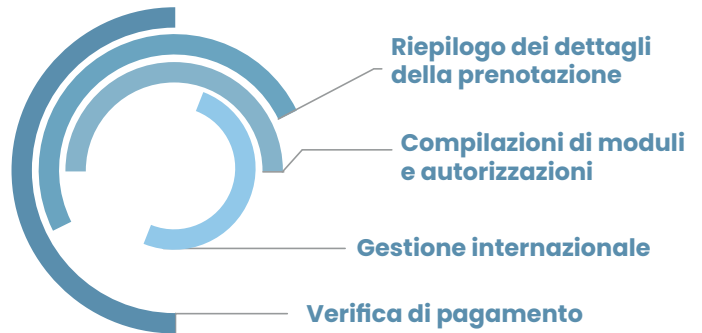 Riepilogo dei dettagli
della prenotazione
Compilazioni di moduli
e autorizzazioni
Gestione internazionale
Verifica di pagamento